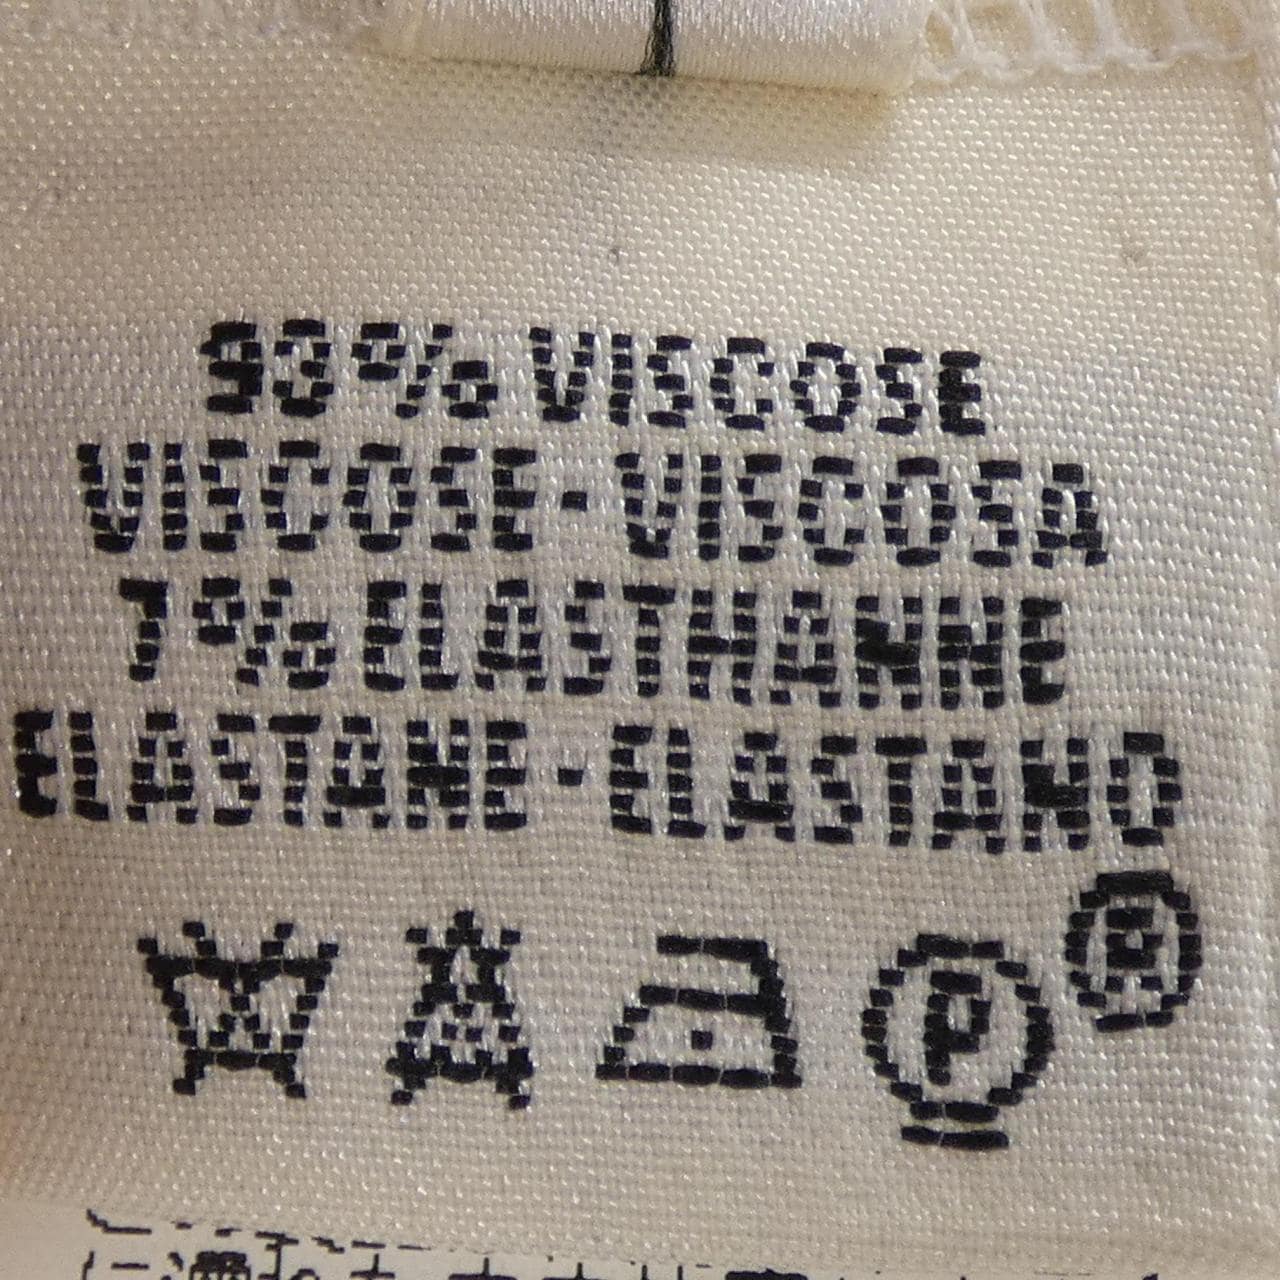 93% VISCOSE
VISCOSE-VISCOSA
7% ELASTHANNE
ELASTANE-ELASTANO
P ®